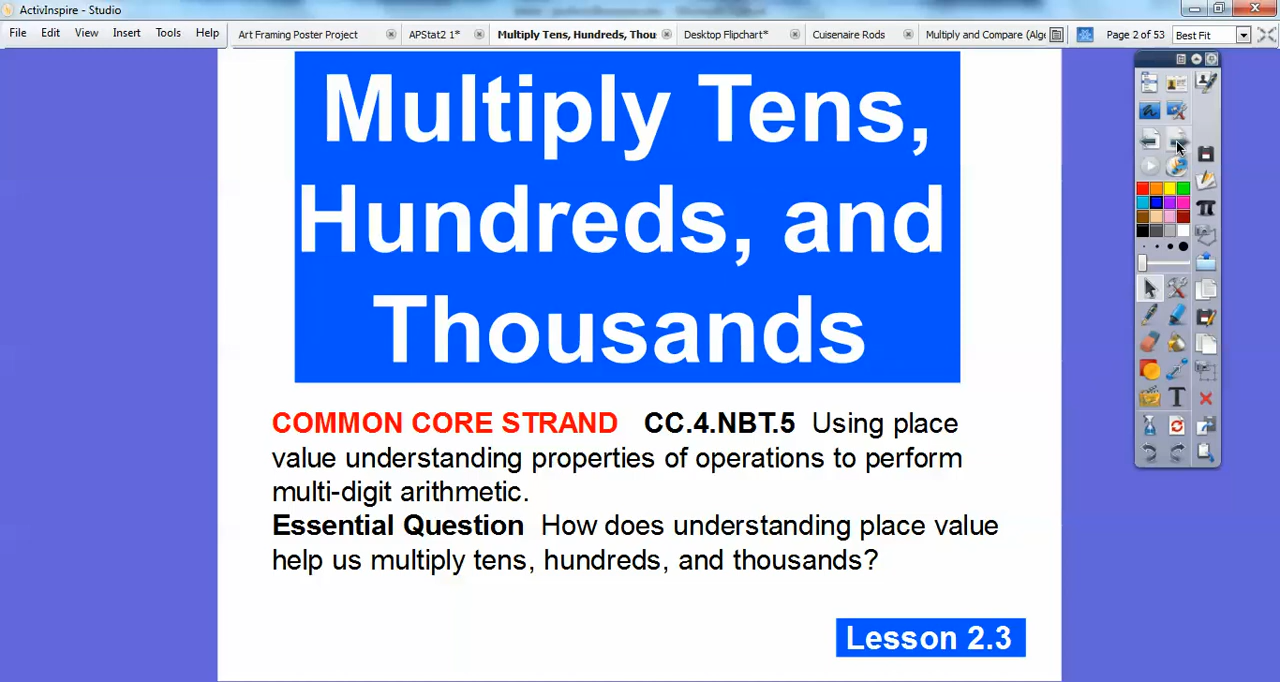 ActivInspire - Studio
File Edit View Insert Tools Help
Art Framing Poster Project APStat2 1* Multiply Tens, Hundreds, Thou Desktop Flipchart* Cuisenaire Rods Multiply and Compare (Alge
Page 2 of 53 Best Fit
Multiply Tens,
Hundreds, and
Thousands
COMMON CORE STRAND CC.4.NBT.5 Using place
value understanding properties of operations to perform
multi-digit arithmetic.
Essential Question How does understanding place value
help us multiply tens, hundreds, and thousands?
Lesson 2.3